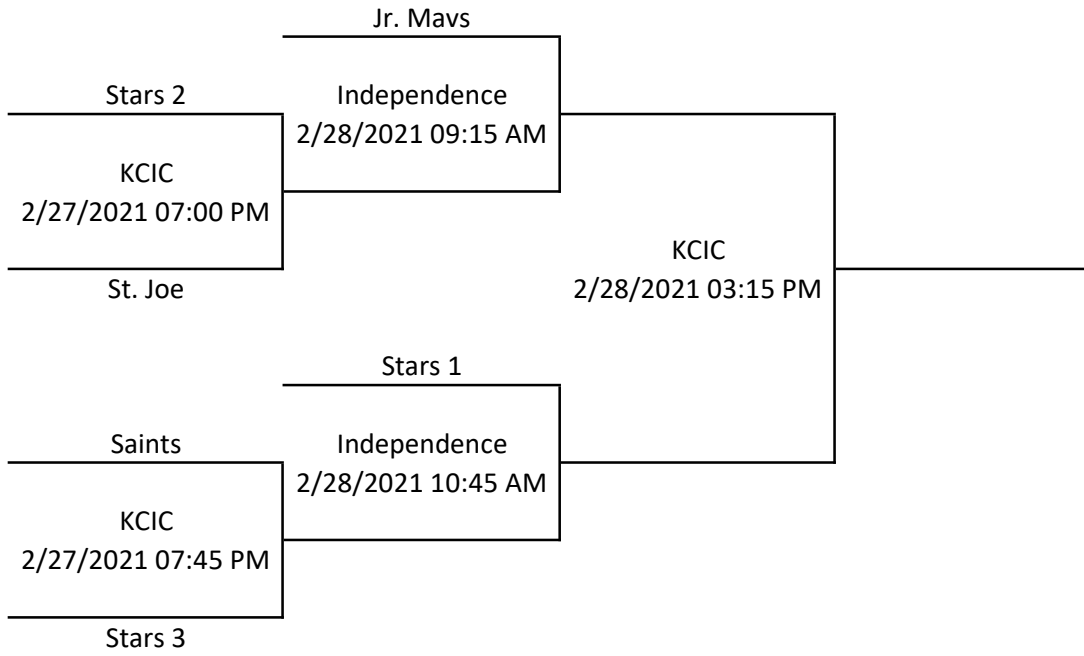 Jr. Mavs
Stars 2
Independence
2/28/2021 09:15 AM
KCIC
2/27/2021 07:00 PM
KCIC
2/28/2021 03:15 PM
St. Joe
Stars 1
Saints
Independence
2/28/2021 10:45 AM
KCIC
2/27/2021 07:45 PM
Stars 3